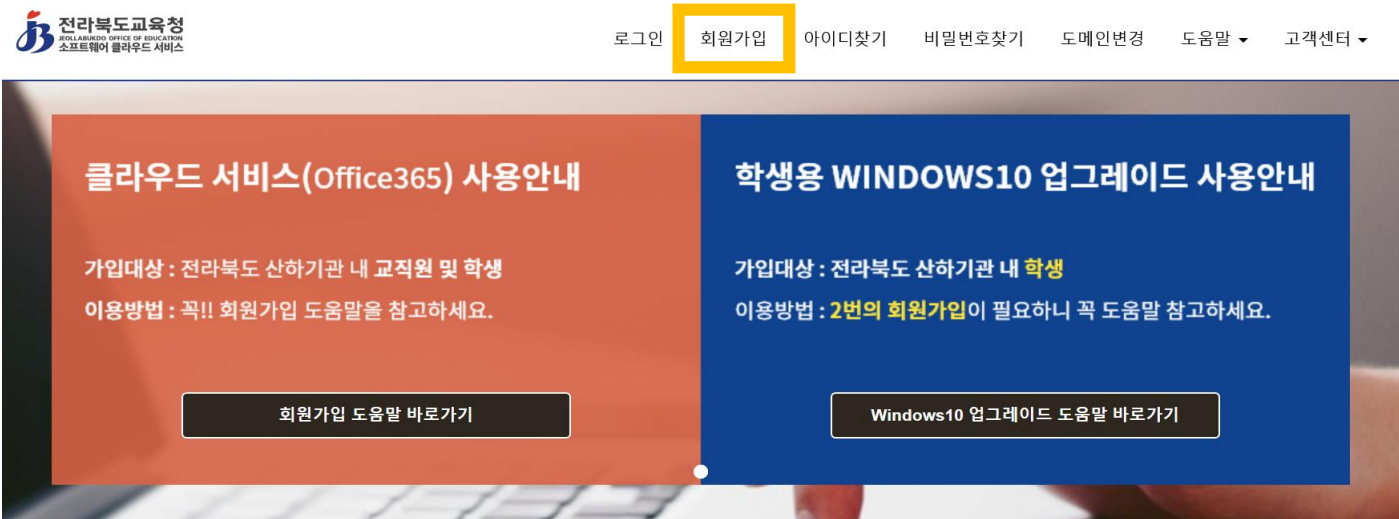 전라북도교육청
JEOLLABUKDO OFFICE OF EDUCATION
소프트웨어 클라우드 서비스
로그인 회원가입 아이디찾기 비밀번호찾기 도메인변경 도움말 고객센터
클라우드 서비스(Office365) 사용안내
가입대상 : 전라북도 산하기관 내 교직원 및 학생
이용방법 : 꼭!! 회원가입 도움말을 참고하세요.
회원가입 도움말 바로가기
학생용 WINDOWS10 업그레이드 사용안내
가입대상 : 전라북도 산하기관 내 학생
이용방법 : 2번의 회원가입이 필요하니 꼭 도움말 참고하세요.
Windows10 업그레이드 도움말 바로가기